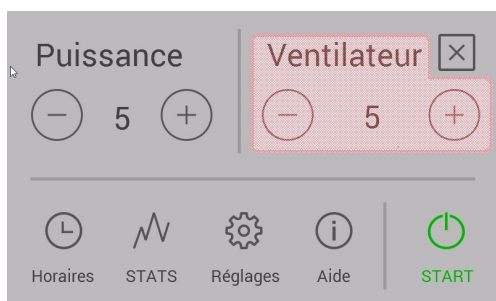 Puissance
Ventilateur
5
5
Horaires
STATS
Réglages
Aide
START